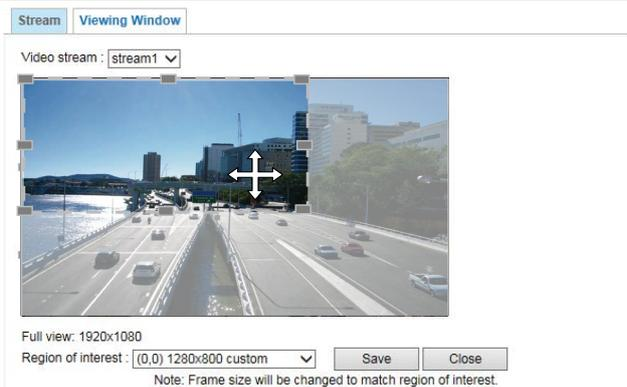 Stream Viewing Window
Video stream : stream1
Full view: 1920x1080
Region of interest : (0,0) 1280x800 custom Save Close
Note: Frame size will be changed to match region of interest.